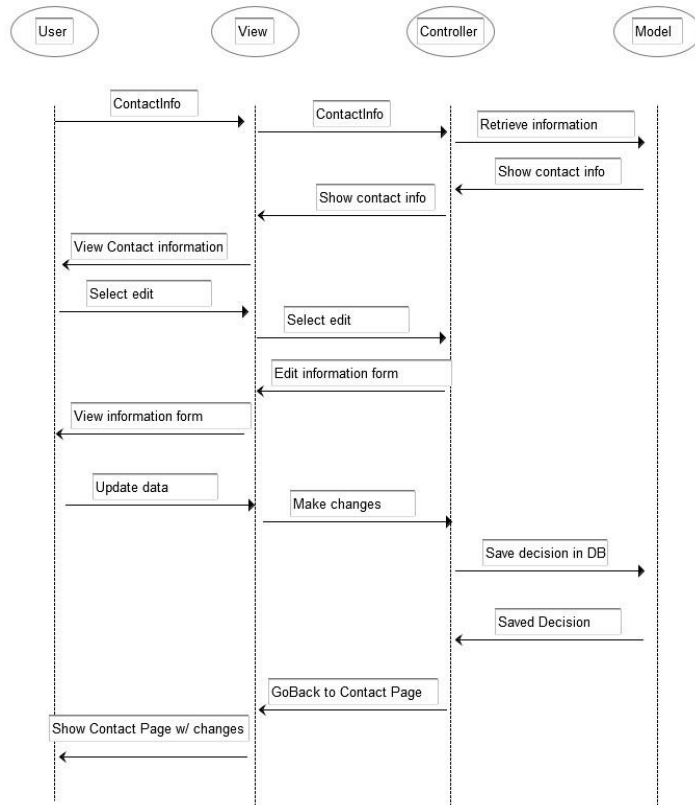 User
View
Controller
Model
ContactInfo
ContactInfo
Retrieve information
Show contact info
Show contact info
View Contact information
Select edit
Select edit
Edit information form
View information form
Update data
Make changes
Save decision in DB
Saved Decision
GoBack to Contact Page
Show Contact Page w/ changes